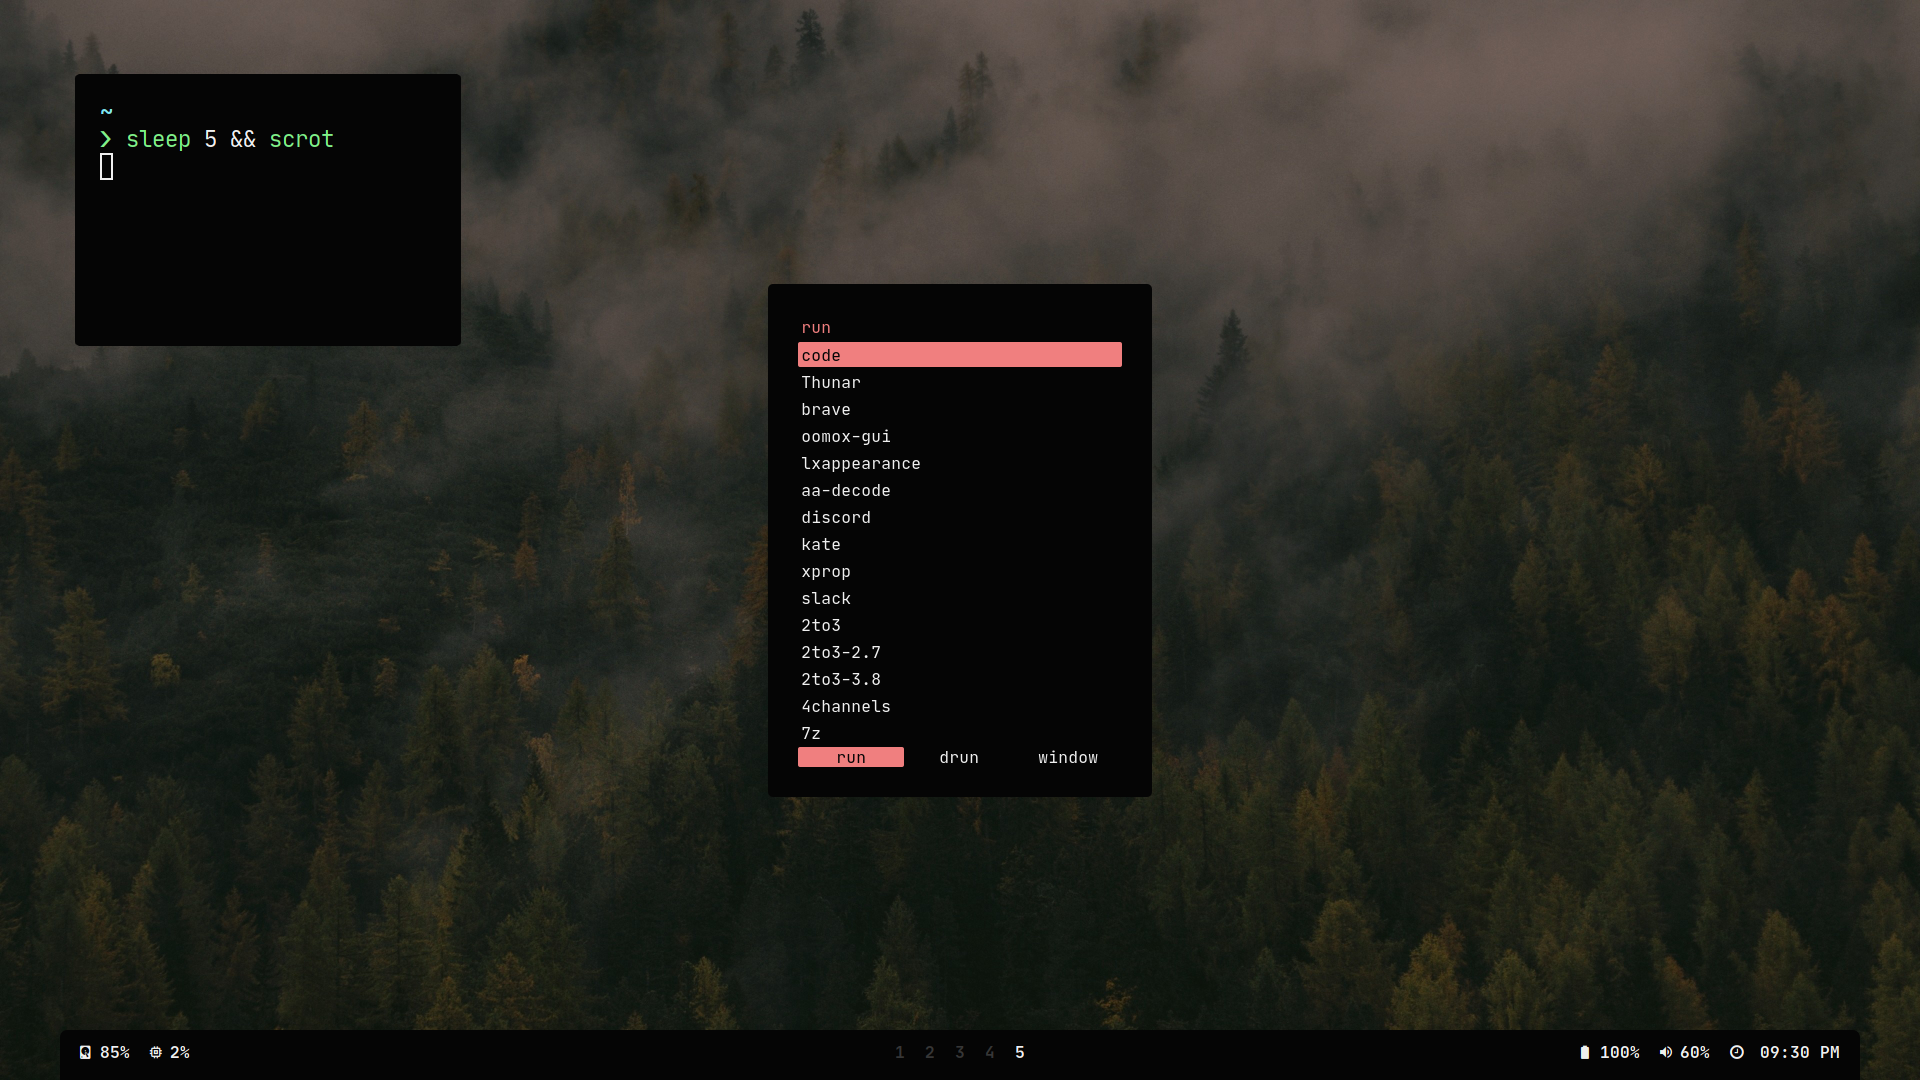 ~
❯ sleep 5 && scrot
run
code
Thunar
brave
oomox-gui
lxappearance
aa-decode
discord
kate
xprop
slack
2to3
2to3-2.7
2to3-3.8
4channels
7z
run drun window
85% 2% 1 2 3 4 5 100% 60% 09:30 PM